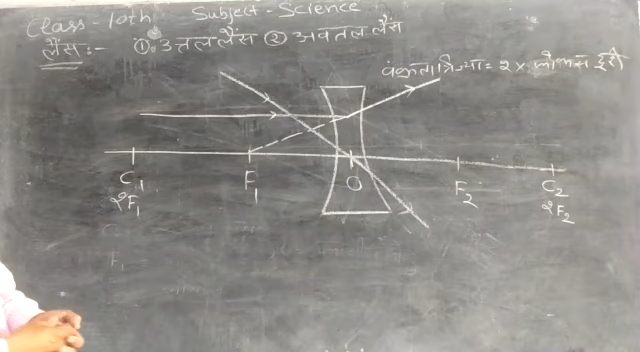 Class - 10th Subject - Science
लैंस :- ① उत्तल लैंस ② अवतल लैंस
वक्रता त्रिज्या = 2 × फोकस दूरी
C₁ F₁ O F₂ C₂
2F₁ 2F₂